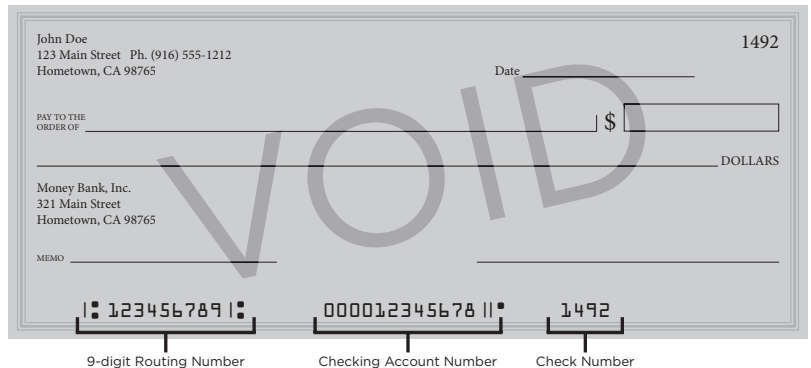 John Doe
123 Main Street Ph. (916) 555-1212
Hometown, CA 98765
1492
Date
PAY TO THE
ORDER OF
$
DOLLARS
VOID
Money Bank, Inc.
321 Main Street
Hometown, CA 98765
MEMO
123456789 000012345678 1492
9-digit Routing Number Checking Account Number Check Number